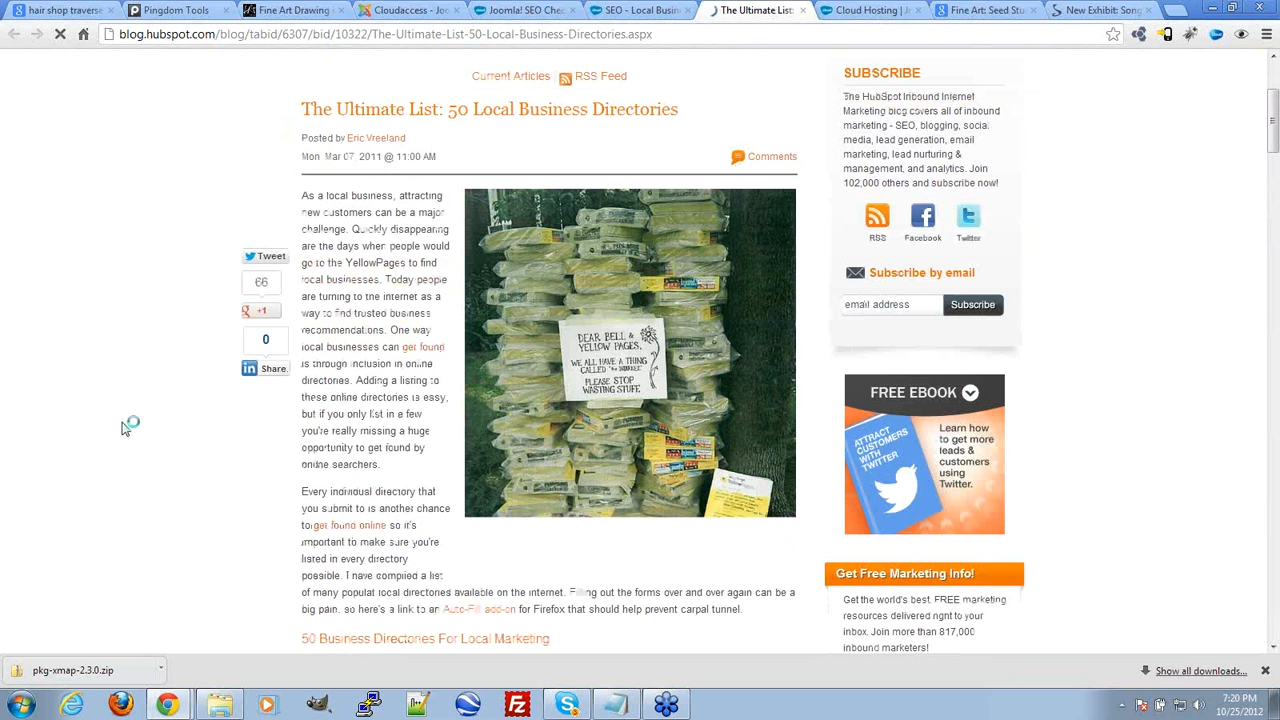 hair shop traverse
Pingdom Tools
Fine Art Drawing
Cloudaccess - Joo
Joomla! SEO Chec
SEO - Local Busin
The Ultimate List:
Cloud Hosting | J
Fine Art: Seed Stu
New Exhibit: Song
blog.hubspot.com/blog/tabid/6307/bid/10322/The-Ultimate-List-50-Local-Business-Directories.aspx
Current Articles RSS Feed
The Ultimate List: 50 Local Business Directories
Posted by Eric Vreeland
Mon, Mar 07, 2011 @ 11:00 AM
Comments
As a local business, attracting
new customers can be a major
challenge. Quickly disappearing
are the days when people would
go to the YellowPages to find
local businesses. Today people
are turning to the internet as a
way to find trusted business
recommendations. One way
local businesses can get found
is through inclusion in online
directories. Adding a listing to
these online directories is easy,
but if you only list in a few
you're really missing a huge
opportunity to get found by
online searchers.
Every individual directory that
you submit to is another chance
to get found online so it's
important to make sure you're
listed in every directory
possible. I have compiled a list
of many popular local directories available on the internet. Filling out the forms over and over again can be a
big pain, so here's a link to an Auto-Fill add-on for Firefox that should help prevent carpal tunnel.
50 Business Directories For Local Marketing
Tweet
66
+1
0
Share
DEAR BELL &
YELLOW PAGES,
WE ALL HAVE A THING
PLEASE STOP
WASTING STUFF
SUBSCRIBE
The HubSpot Inbound Internet
Marketing blog covers all of inbound
marketing - SEO, blogging, social
media, lead generation, email
marketing, lead nurturing &
management, and analytics. Join
102,000 others and subscribe now!
RSS Facebook Twitter
Subscribe by email
email address Subscribe
FREE EBOOK
ATTRACT
CUSTOMERS
WITH
TWITTER
Learn how
to get more
leads &
customers
using
Twitter.
Get Free Marketing Info!
Get the world's best, FREE marketing
resources delivered right to your
inbox. Join more than 817,000
inbound marketers!
pkg-xmap-2.3.0.zip
Show all downloads...
7:20 PM
10/25/2012